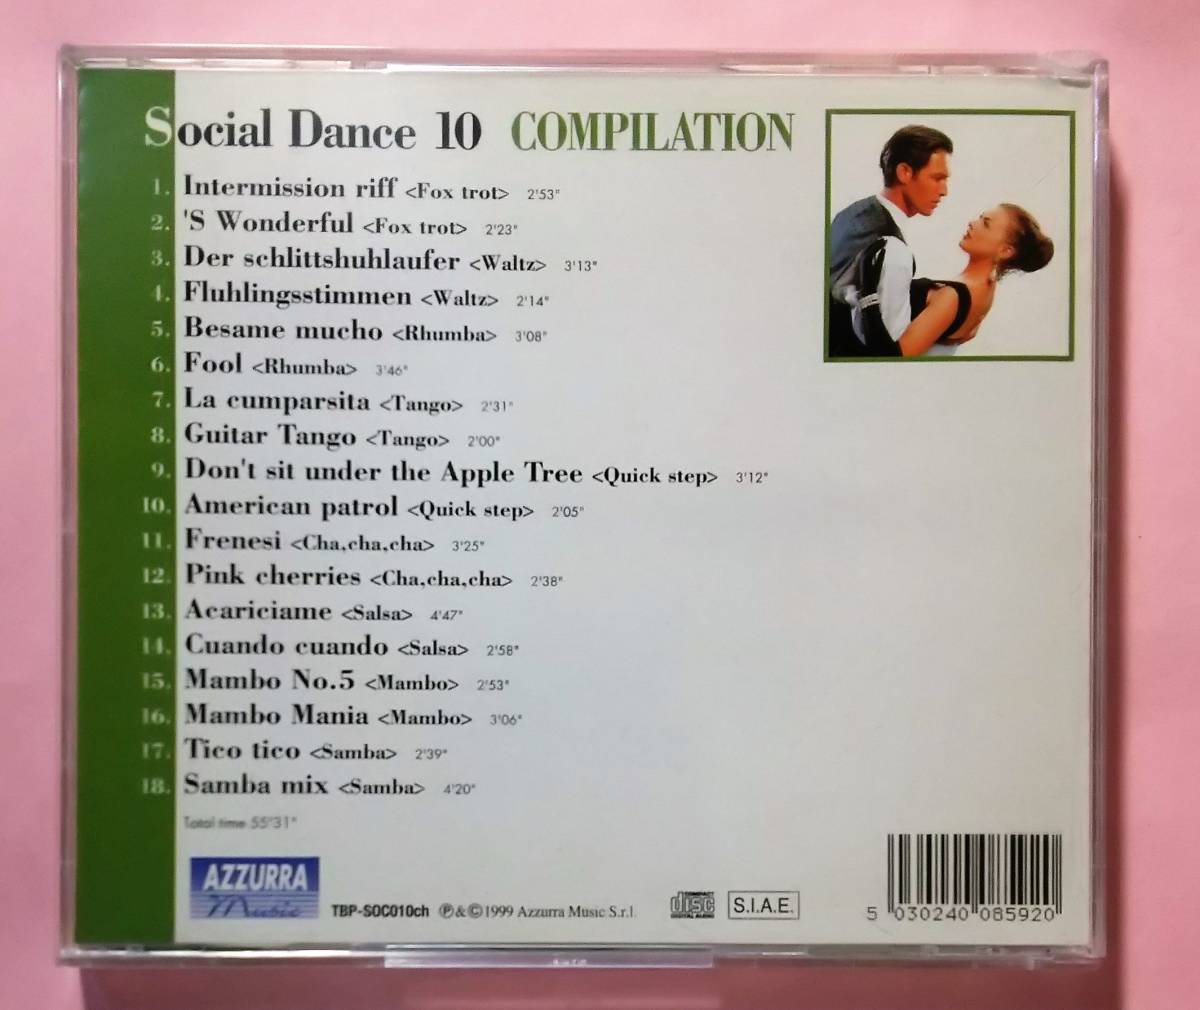 Social Dance 10 COMPILATION
1. Intermission riff <Fox trot> 2'53"
2. 'S Wonderful <Fox trot> 2'23"
3. Der schlittshuhlaufer <Waltz> 3'13"
4. Fluhlingsstimmen <Waltz> 2'14"
5. Besame mucho <Rhumba> 3'08"
6. Fool <Rhumba> 3'46"
7. La cumparsita <Tango> 2'31"
8. Guitar Tango <Tango> 2'00"
9. Don't sit under the Apple Tree <Quick step> 3'12"
10. American patrol <Quick step> 2'05"
11. Frenesi <Cha,cha,cha> 3'25"
12. Pink cherries <Cha,cha,cha> 2'38"
13. Acariciame <Salsa> 4'47"
14. Cuando cuando <Salsa> 2'58"
15. Mambo No.5 <Mambo> 2'53"
16. Mambo Mania <Mambo> 3'06"
17. Tico tico <Samba> 2'39"
18. Samba mix <Samba> 4'20"
Total time 55'31"
AZZURRA
Music
TBP-SOC010ch ℗&©1999 Azzurra Music S.r.l.
COMPACT
disc
DIGITAL AUDIO
S.I.A.E.
5 030240 085920